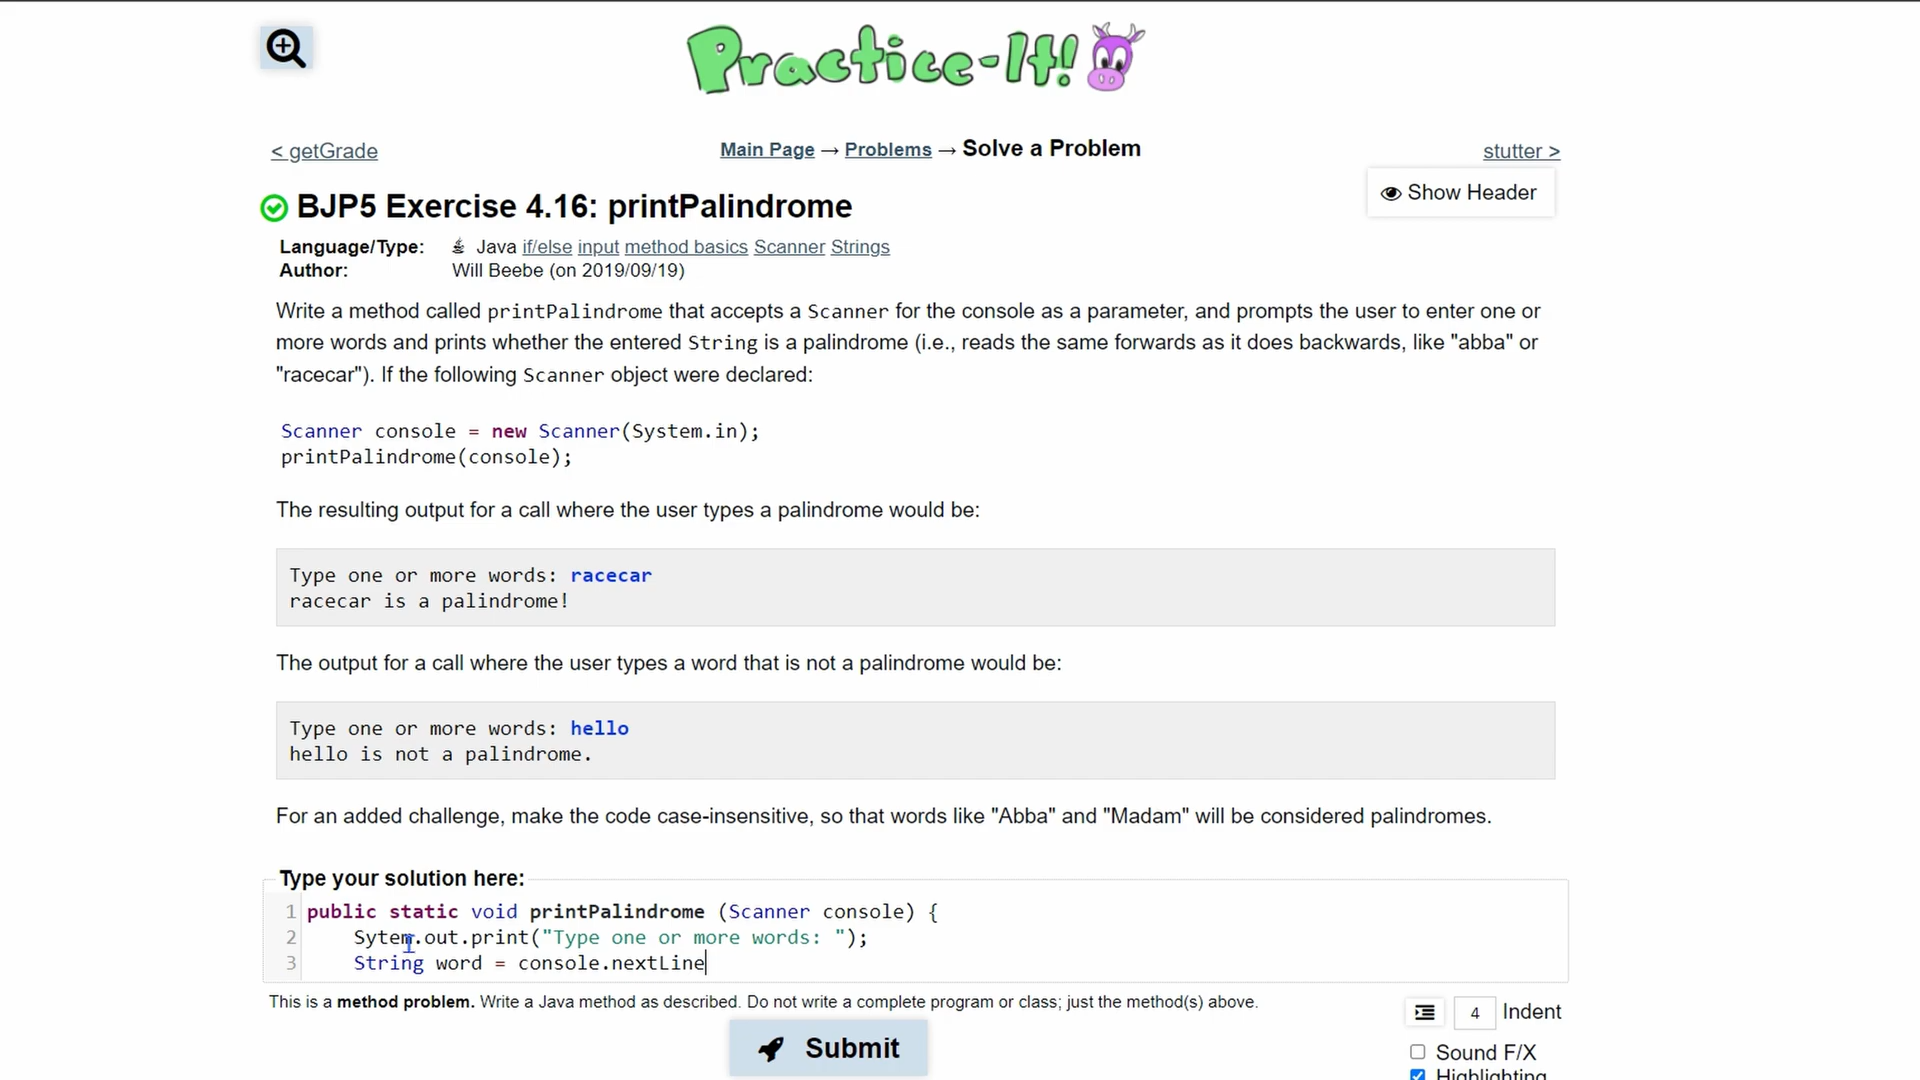 Practice-It!
< getGrade
Main Page → Problems → Solve a Problem
stutter >
Show Header
BJP5 Exercise 4.16: printPalindrome
Language/Type: Java if/else input method basics Scanner Strings
Author: Will Beebe (on 2019/09/19)
Write a method called printPalindrome that accepts a Scanner for the console as a parameter, and prompts the user to enter one or
more words and prints whether the entered String is a palindrome (i.e., reads the same forwards as it does backwards, like "abba" or
"racecar"). If the following Scanner object were declared:
Scanner console = new Scanner(System.in);
printPalindrome(console);
The resulting output for a call where the user types a palindrome would be:
Type one or more words: racecar
racecar is a palindrome!
The output for a call where the user types a word that is not a palindrome would be:
Type one or more words: hello
hello is not a palindrome.
For an added challenge, make the code case-insensitive, so that words like "Abba" and "Madam" will be considered palindromes.
Type your solution here:
1 public static void printPalindrome (Scanner console) {
2 Sytem.out.print("Type one or more words: ");
3 String word = console.nextLine
This is a method problem. Write a Java method as described. Do not write a complete program or class; just the method(s) above.
4 Indent
Submit
Sound F/X
Highlighting